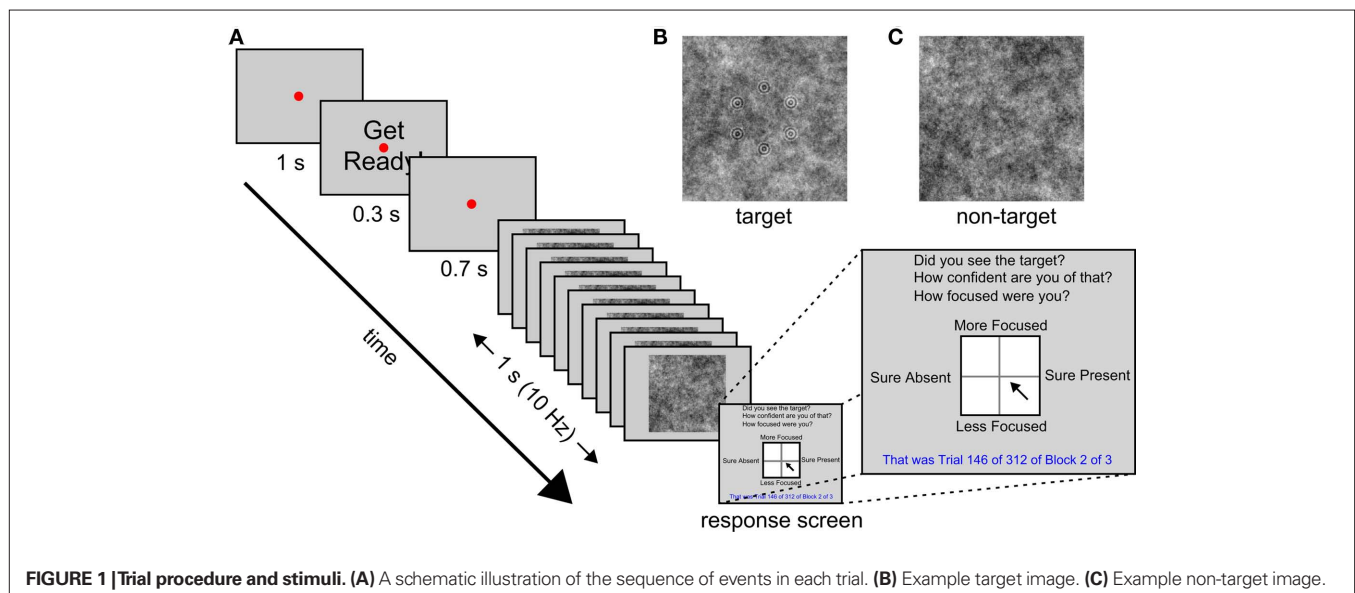 A
B
C
Get
Ready!
1 s
0.3 s
0.7 s
time
1 s (10 Hz)
target
non-target
Did you see the target?
How confident are you of that?
How focused were you?
More Focused
Sure Absent
Sure Present
Less Focused
That was Trial 146 of 312 of Block 2 of 3
response screen
Did you see the target?
How confident are you of that?
How focused were you?
More Focused
Sure Absent
Sure Present
Less Focused
That was Trial 146 of 312 of Block 2 of 3
FIGURE 1 | Trial procedure and stimuli. (A) A schematic illustration of the sequence of events in each trial. (B) Example target image. (C) Example non-target image.